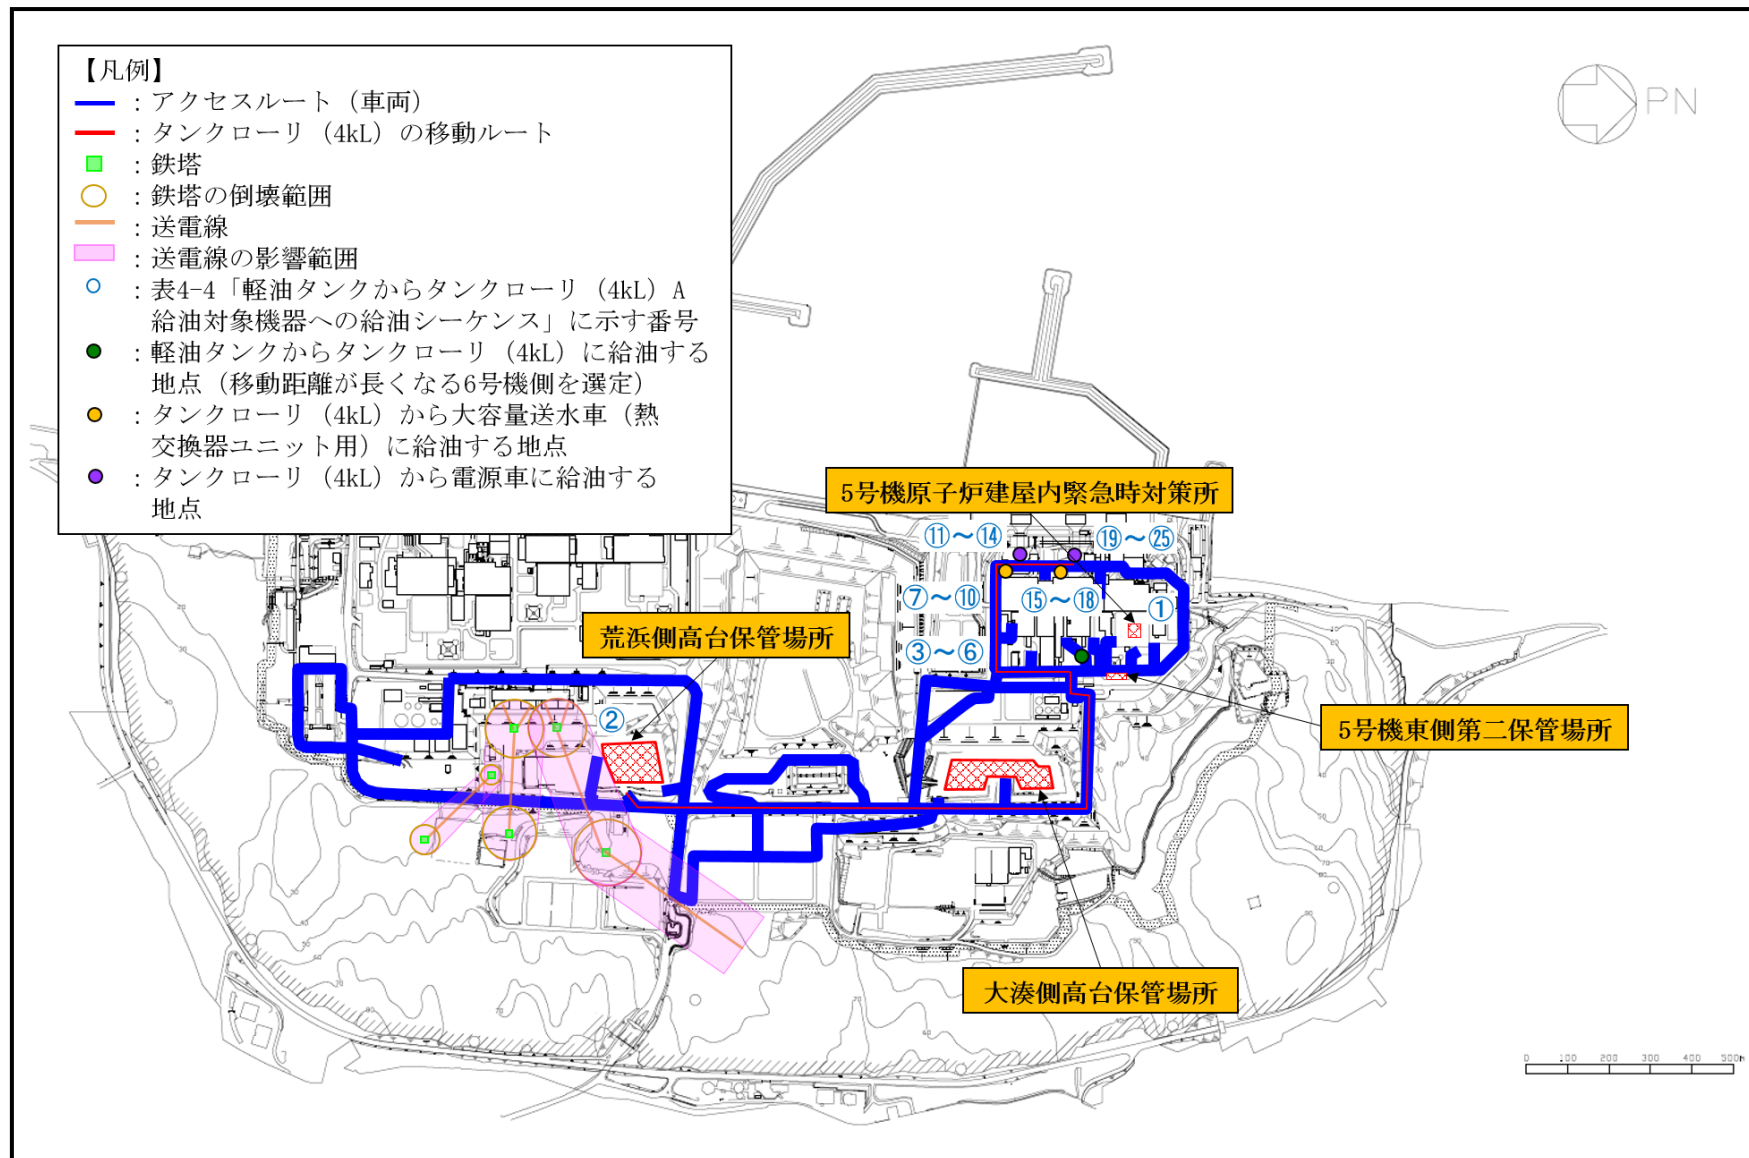 【凡例】
：アクセスルート（車両）
：タンクローリ（4kL）の移動ルート
：鉄塔
：鉄塔の倒壊範囲
：送電線
：送電線の影響範囲
：表4-4「軽油タンクからタンクローリ（4kL）A
給油対象機器への給油シーケンス」に示す番号
：軽油タンクからタンクローリ（4kL）に給油する
地点（移動距離が長くなる6号機側を選定）
：タンクローリ（4kL）から大容量送水車（熱
交換器ユニット用）に給油する地点
：タンクローリ（4kL）から電源車に給油する
地点
PN
5号機原子炉建屋内緊急時対策所
⑪～⑭
⑲～㉕
⑦～⑩
⑮～⑱
①
③～⑥
荒浜側高台保管場所
②
5号機東側第二保管場所
大湊側高台保管場所
0 100 200 300 400 500m